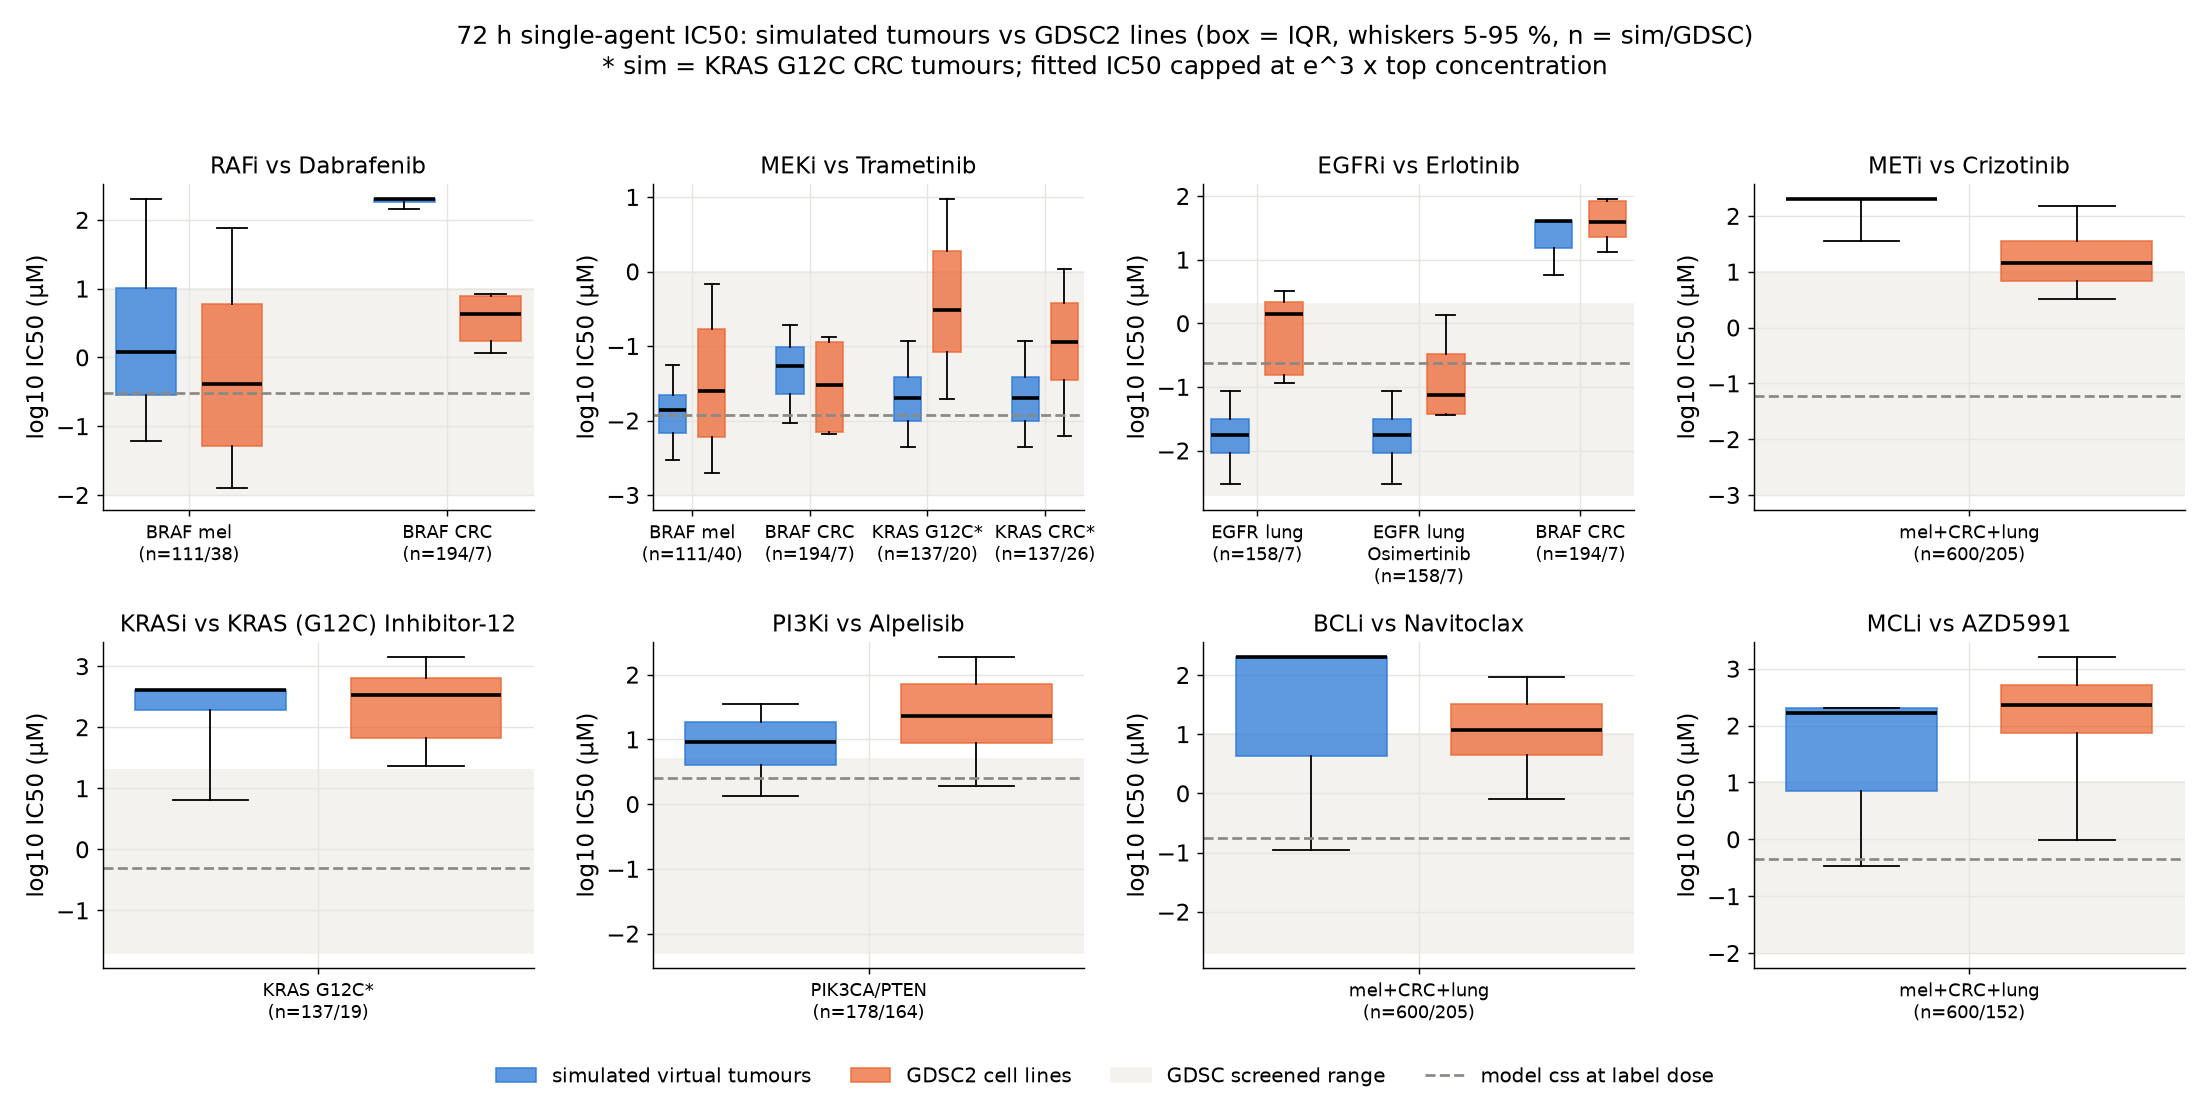 72 h single-agent IC50: simulated tumours vs GDSC2 lines (box = IQR, whiskers 5-95 %, n = sim/GDSC)
* sim = KRAS G12C CRC tumours; fitted IC50 capped at e^3 x top concentration
RAFi vs Dabrafenib
log10 IC50 (µM)
2
1
0
−1
−2
BRAF mel
(n=111/38)
BRAF CRC
(n=194/7)
MEKi vs Trametinib
log10 IC50 (µM)
1
0
−1
−2
−3
BRAF mel
(n=111/40)
BRAF CRC
(n=194/7)
KRAS G12C*
(n=137/20)
KRAS CRC*
(n=137/26)
EGFRi vs Erlotinib
log10 IC50 (µM)
2
1
0
−1
−2
EGFR lung
(n=158/7)
EGFR lung
Osimertinib
(n=158/7)
BRAF CRC
(n=194/7)
METi vs Crizotinib
log10 IC50 (µM)
2
1
0
−1
−2
−3
mel+CRC+lung
(n=600/205)
KRASi vs KRAS (G12C) Inhibitor-12
log10 IC50 (µM)
3
2
1
0
−1
KRAS G12C*
(n=137/19)
PI3Ki vs Alpelisib
log10 IC50 (µM)
2
1
0
−1
−2
PIK3CA/PTEN
(n=178/164)
BCLi vs Navitoclax
log10 IC50 (µM)
2
1
0
−1
−2
mel+CRC+lung
(n=600/205)
MCLi vs AZD5991
log10 IC50 (µM)
3
2
1
0
−1
−2
mel+CRC+lung
(n=600/152)
simulated virtual tumours
GDSC2 cell lines
GDSC screened range
model css at label dose